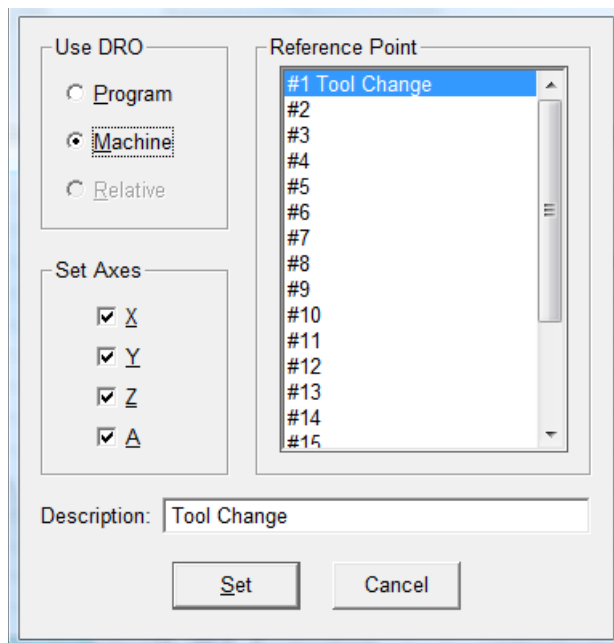 Use DRO
Program
Machine
Relative
Set Axes
X
Y
Z
A
Reference Point
#1 Tool Change
#2
#3
#4
#5
#6
#7
#8
#9
#10
#11
#12
#13
#14
#15
Description: Tool Change
Set Cancel